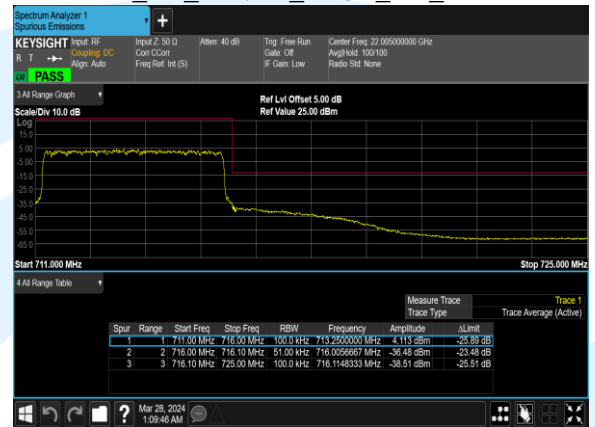 Spectrum Analyzer 1
Spurious Emissions
KEYSIGHT Input: RF Input Z: 50 Ω Atten: 40 dB Trig: Free Run Center Freq: 22.005000000 GHz
R T Coupling: DC Corr CCorr Gate: Off Avg|Hold: 100/100
Align: Auto Freq Ref: Int (S) IF Gain: Low Radio Std: None
LV PASS
3 All Range Graph
Ref Lvl Offset 5.00 dB
Scale/Div 10.0 dB Ref Value 25.00 dBm
Log
15.0
5.00
-5.00
-15.0
-25.0
-35.0
-45.0
-55.0
-65.0
Start 711.000 MHz Stop 725.000 MHz
4 All Range Table
Measure Trace Trace 1
Trace Type Trace Average (Active)
Spur Range Start Freq Stop Freq RBW Frequency Amplitude ΔLimit
1 1 711.00 MHz 716.00 MHz 100.0 kHz 713.2500000 MHz 4.113 dBm -25.89 dB
2 2 716.00 MHz 716.10 MHz 51.00 kHz 716.0056667 MHz -36.48 dBm -23.48 dB
3 3 716.10 MHz 725.00 MHz 100.0 kHz 716.1148333 MHz -38.51 dBm -25.51 dB
Mar 28, 2024
1:09:46 AM